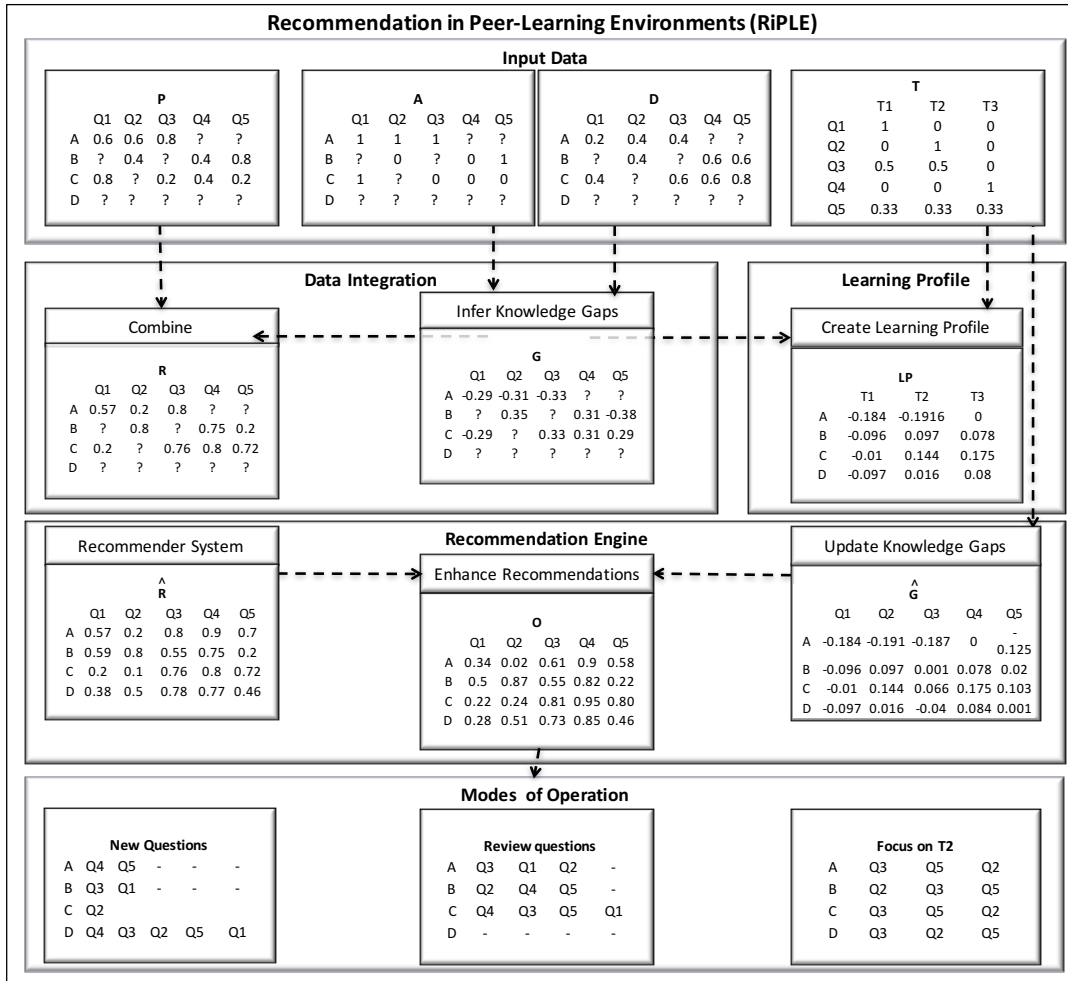 Recommendation in Peer-Learning Environments (RiPLE)
Input Data
P
Q1 Q2 Q3 Q4 Q5
A 0.6 0.6 0.8 ? ?
B ? 0.4 ? 0.4 0.8
C 0.8 ? 0.2 0.4 0.2
D ? ? ? ? ?
A
Q1 Q2 Q3 Q4 Q5
A 1 1 1 ? ?
B ? 0 ? 0 1
C 1 ? 0 0 0
D ? ? ? ? ?
D
Q1 Q2 Q3 Q4 Q5
A 0.2 0.4 0.4 ? ?
B ? 0.4 ? 0.6 0.6
C 0.4 ? 0.6 0.6 0.8
D ? ? ? ? ?
T
T1 T2 T3
Q1 1 0 0
Q2 0 1 0
Q3 0.5 0.5 0
Q4 0 0 1
Q5 0.33 0.33 0.33
Data Integration
Combine
R
Q1 Q2 Q3 Q4 Q5
A 0.57 0.2 0.8 ? ?
B ? 0.8 ? 0.75 0.2
C 0.2 ? 0.76 0.8 0.72
D ? ? ? ? ?
Infer Knowledge Gaps
G
Q1 Q2 Q3 Q4 Q5
A -0.29 -0.31 -0.33 ? ?
B ? 0.35 ? 0.31 -0.38
C -0.29 ? 0.33 0.31 0.29
D ? ? ? ? ?
Learning Profile
Create Learning Profile
LP
T1 T2 T3
A -0.184 -0.1916 0
B -0.096 0.097 0.078
C -0.01 0.144 0.175
D -0.097 0.016 0.08
Recommendation Engine
Recommender System
^
R
Q1 Q2 Q3 Q4 Q5
A 0.57 0.2 0.8 0.9 0.7
B 0.59 0.8 0.55 0.75 0.2
C 0.2 0.1 0.76 0.8 0.72
D 0.38 0.5 0.78 0.77 0.46
Enhance Recommendations
O
Q1 Q2 Q3 Q4 Q5
A 0.34 0.02 0.61 0.9 0.58
B 0.5 0.87 0.55 0.82 0.22
C 0.22 0.24 0.81 0.95 0.80
D 0.28 0.51 0.73 0.85 0.46
Update Knowledge Gaps
^
G
Q1 Q2 Q3 Q4 Q5
A -0.184 -0.191 -0.187 0 -
0.125
B -0.096 0.097 0.001 0.078 0.02
C -0.01 0.144 0.066 0.175 0.103
D -0.097 0.016 -0.04 0.084 0.001
Modes of Operation
New Questions
A Q4 Q5 - - -
B Q3 Q1 - - -
C Q2
D Q4 Q3 Q2 Q5 Q1
Review questions
A Q3 Q1 Q2 -
B Q2 Q4 Q5 -
C Q4 Q3 Q5 Q1
D - - - -
Focus on T2
A Q3 Q5 Q2
B Q2 Q3 Q5
C Q3 Q5 Q2
D Q3 Q2 Q5